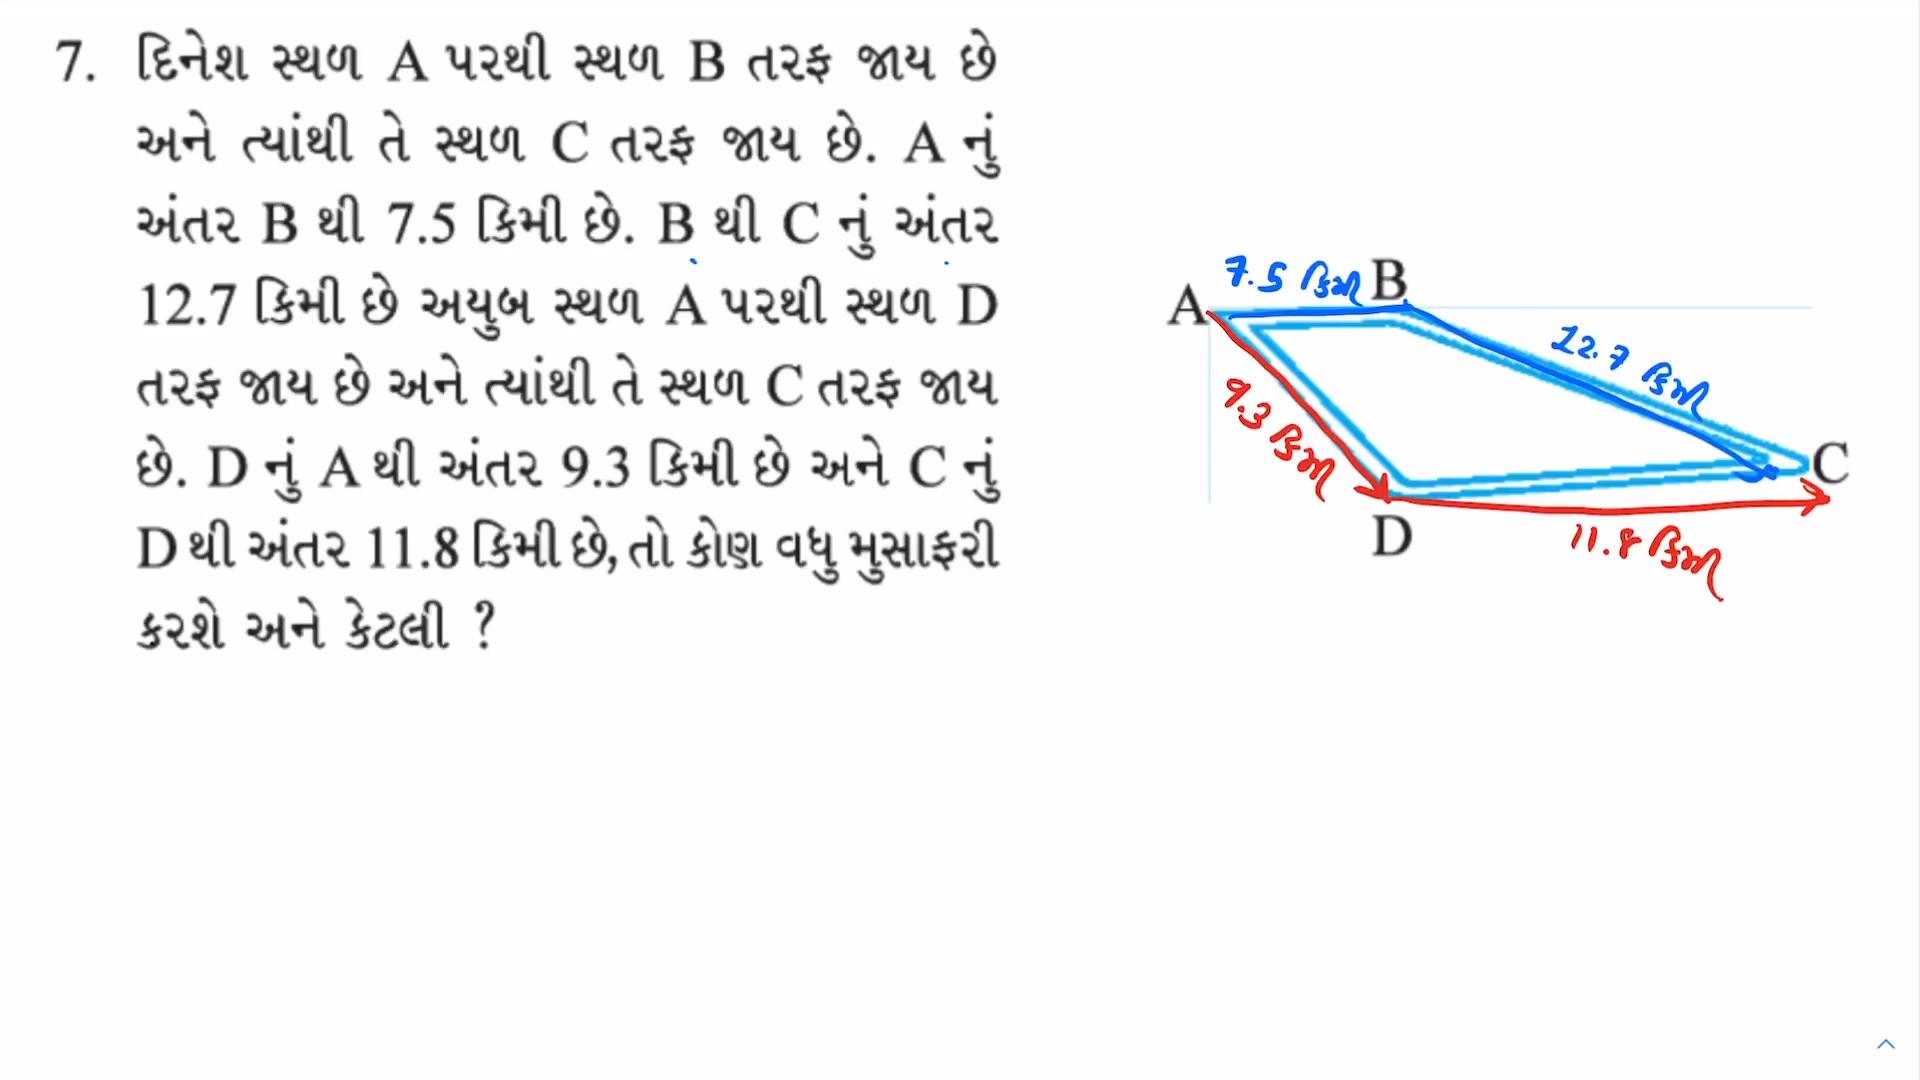 7. દિનેશ સ્થળ A પરથી સ્થળ B તરફ જાય છે
અને ત્યાંથી તે સ્થળ C તરફ જાય છે. A નું
અંતર B થી 7.5 કિમી છે. B થી C નું અંતર
12.7 કિમી છે અયુબ સ્થળ A પરથી સ્થળ D
તરફ જાય છે અને ત્યાંથી તે સ્થળ C તરફ જાય
છે. D નું A થી અંતર 9.3 કિમી છે અને C નું
D થી અંતર 11.8 કિમી છે, તો કોણ વધુ મુસાફરી
કરશે અને કેટલી ?
7.5 કિમી B
A
12.7 કિમી
9.3 કિમી
C
D
11.8 કિમી